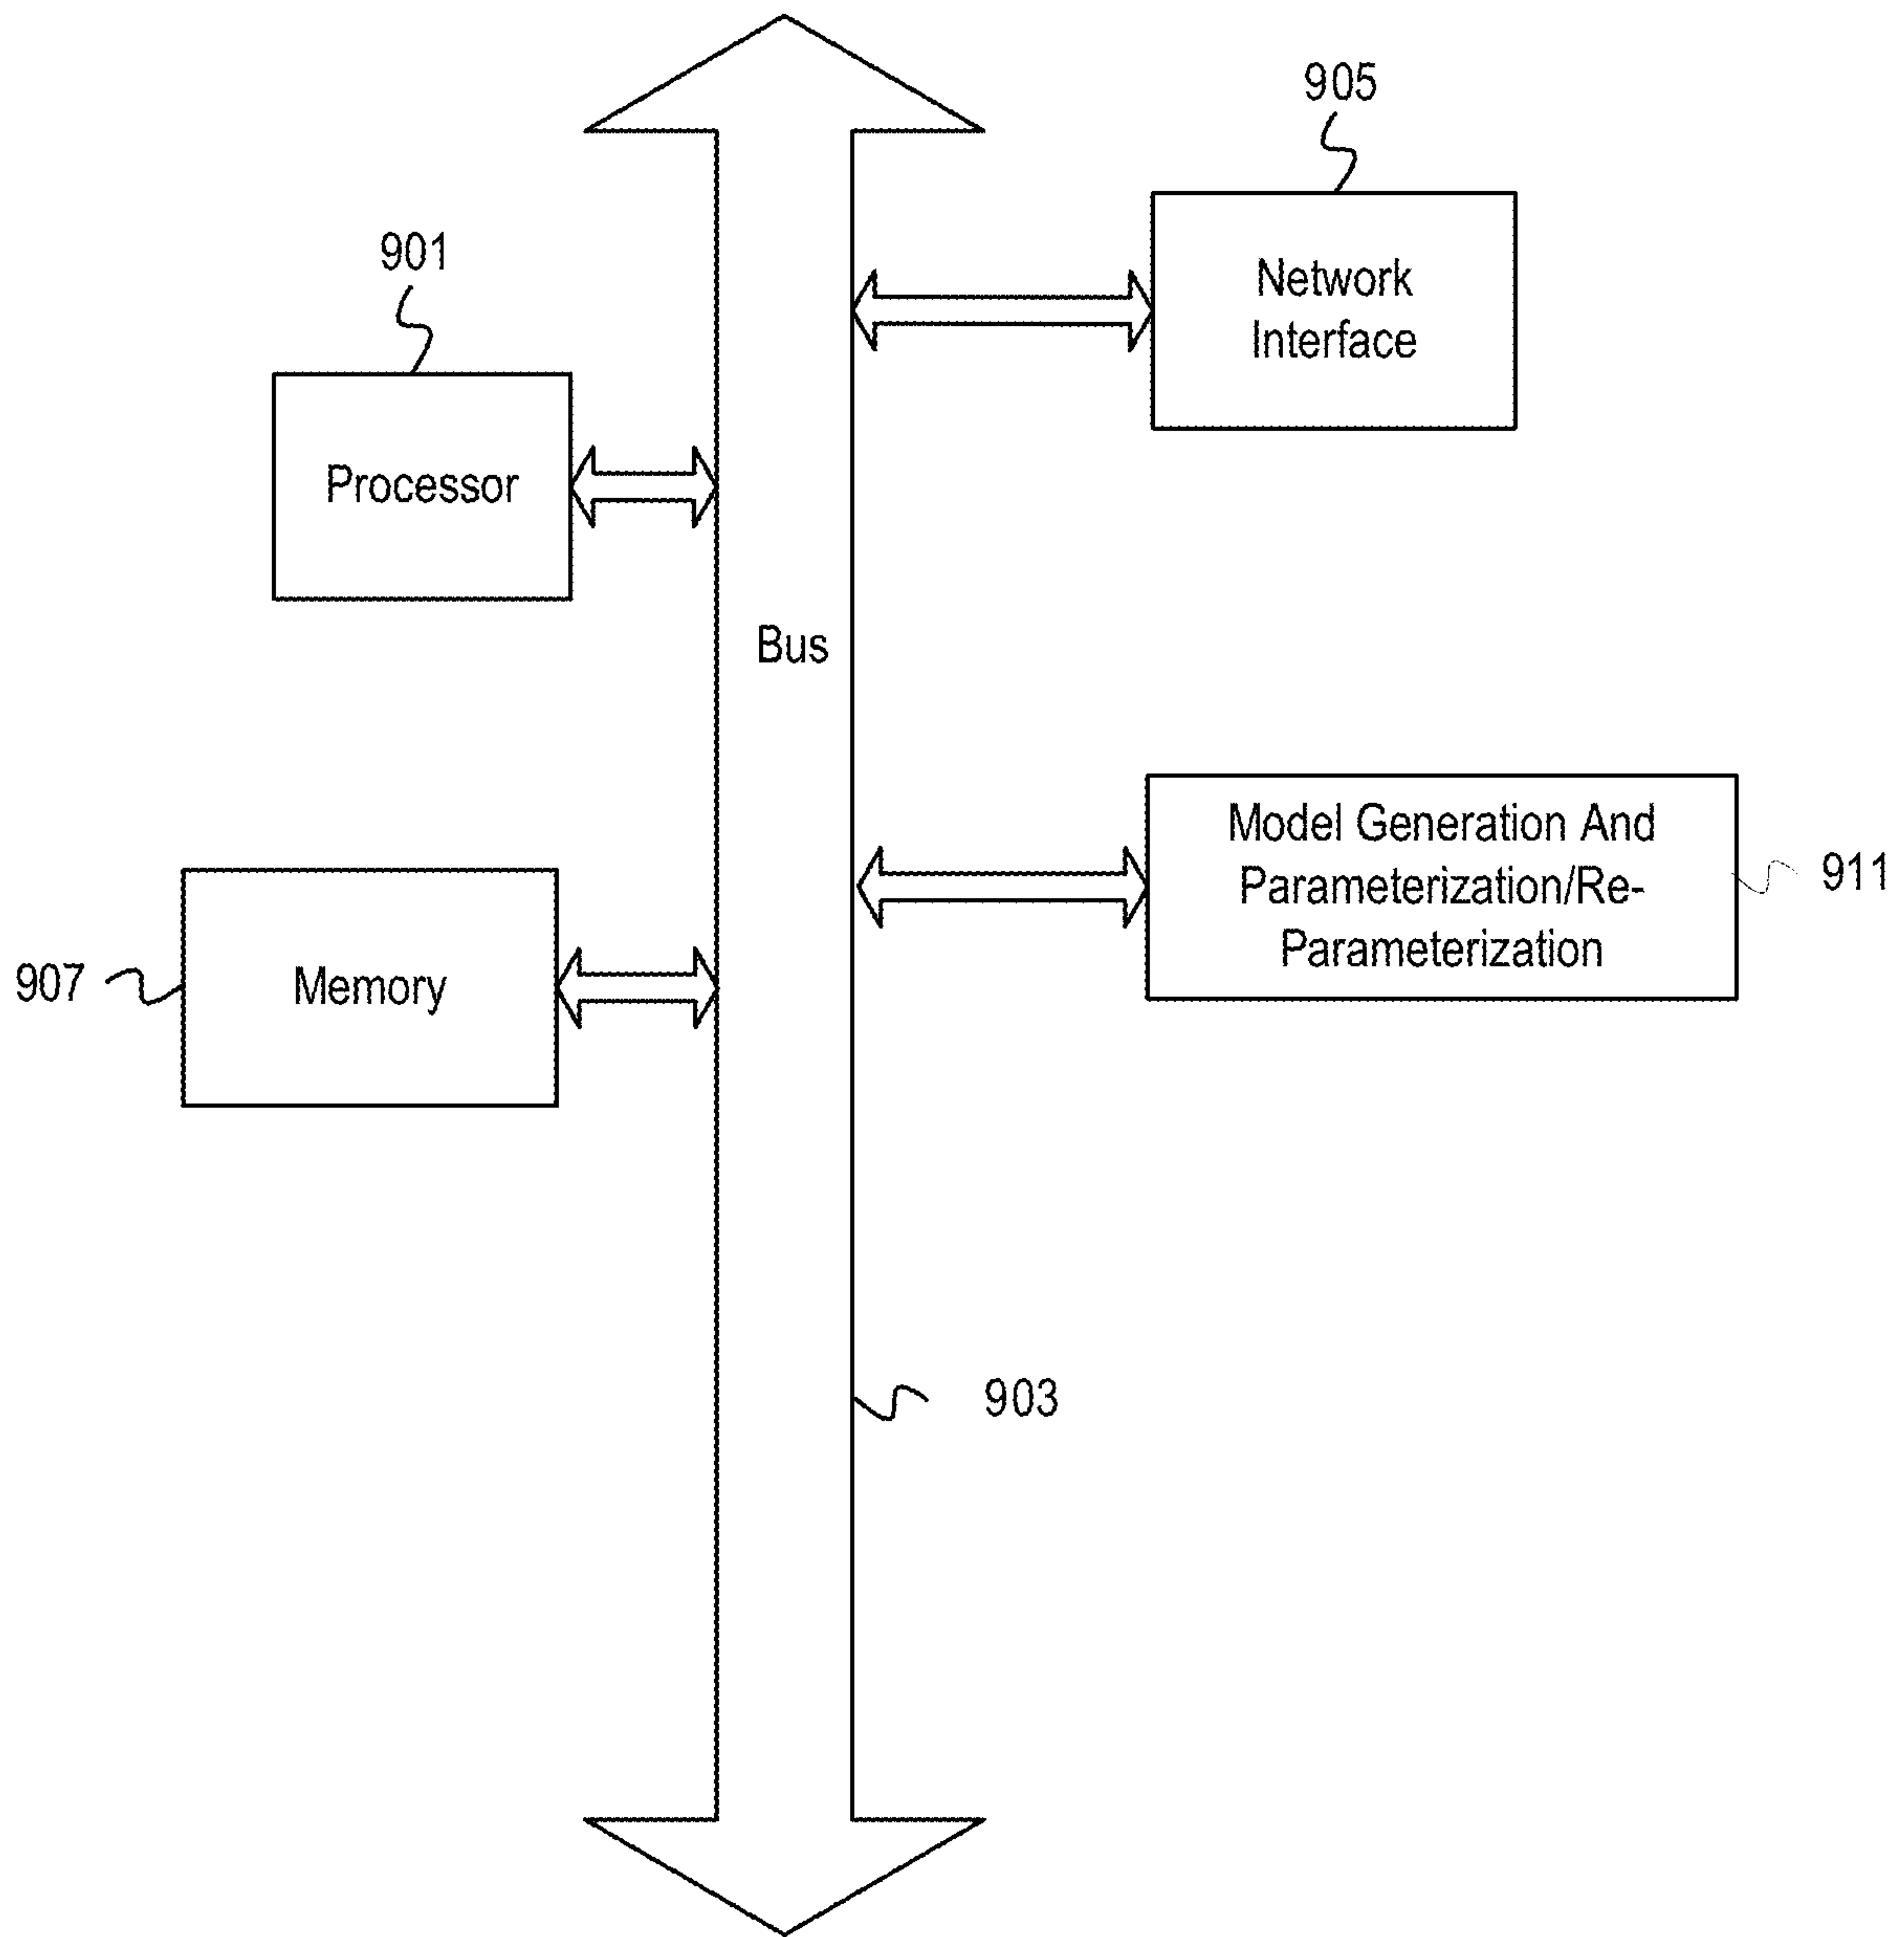 905
Network
Interface
901
Processor
Bus
Model Generation And
Parameterization/Re-
Parameterization
911
907
Memory
903